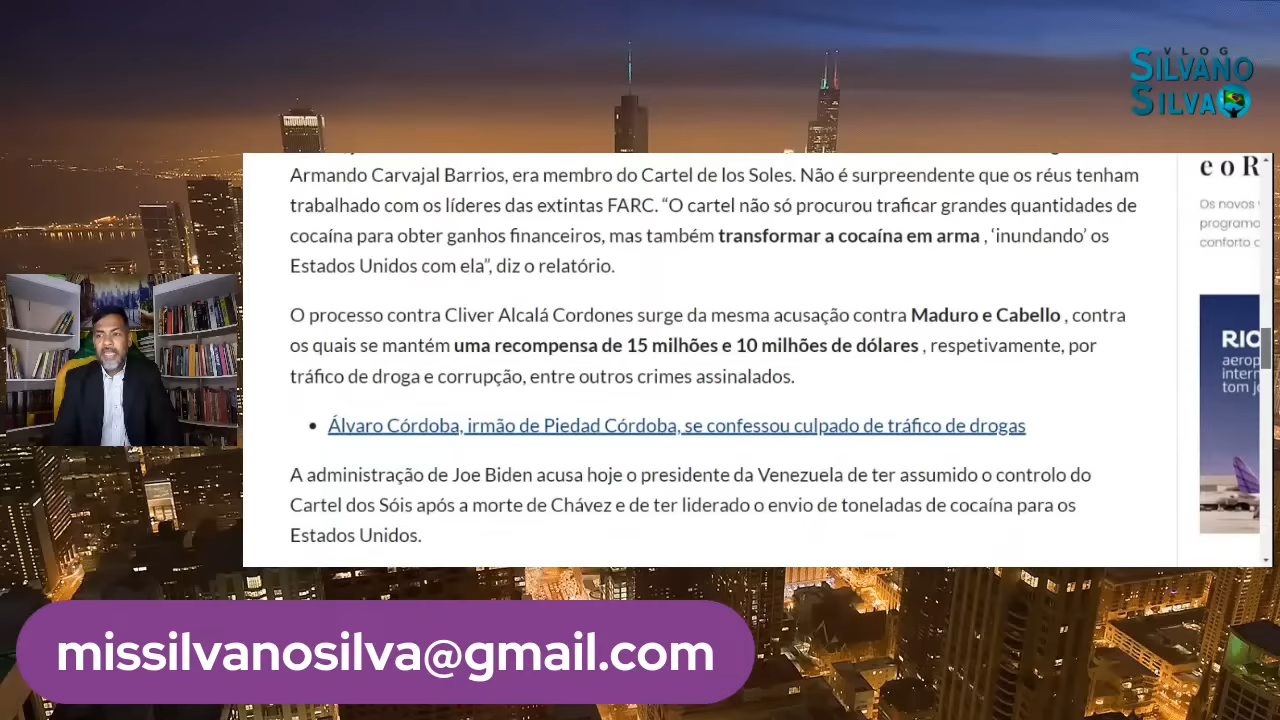 VLOG
SILVANO
SILVA
Armando Carvajal Barrios, era membro do Cartel de los Soles. Não é surpreendente que os réus tenham
trabalhado com os líderes das extintas FARC. “O cartel não só procurou traficar grandes quantidades de
cocaína para obter ganhos financeiros, mas também transformar a cocaína em arma , ‘inundando’ os
Estados Unidos com ela”, diz o relatório.
O processo contra Cliver Alcalá Cordones surge da mesma acusação contra Maduro e Cabello , contra
os quais se mantém uma recompensa de 15 milhões e 10 milhões de dólares , respetivamente, por
tráfico de droga e corrupção, entre outros crimes assinalados.
• Álvaro Córdoba, irmão de Piedad Córdoba, se confessou culpado de tráfico de drogas
A administração de Joe Biden acusa hoje o presidente da Venezuela de ter assumido o controlo do
Cartel dos Sóis após a morte de Chávez e de ter liderado o envio de toneladas de cocaína para os
Estados Unidos.
e o R
Os novos
programa
conforto
RIO
aerop
intern
tom jo
missilvanosilva@gmail.com